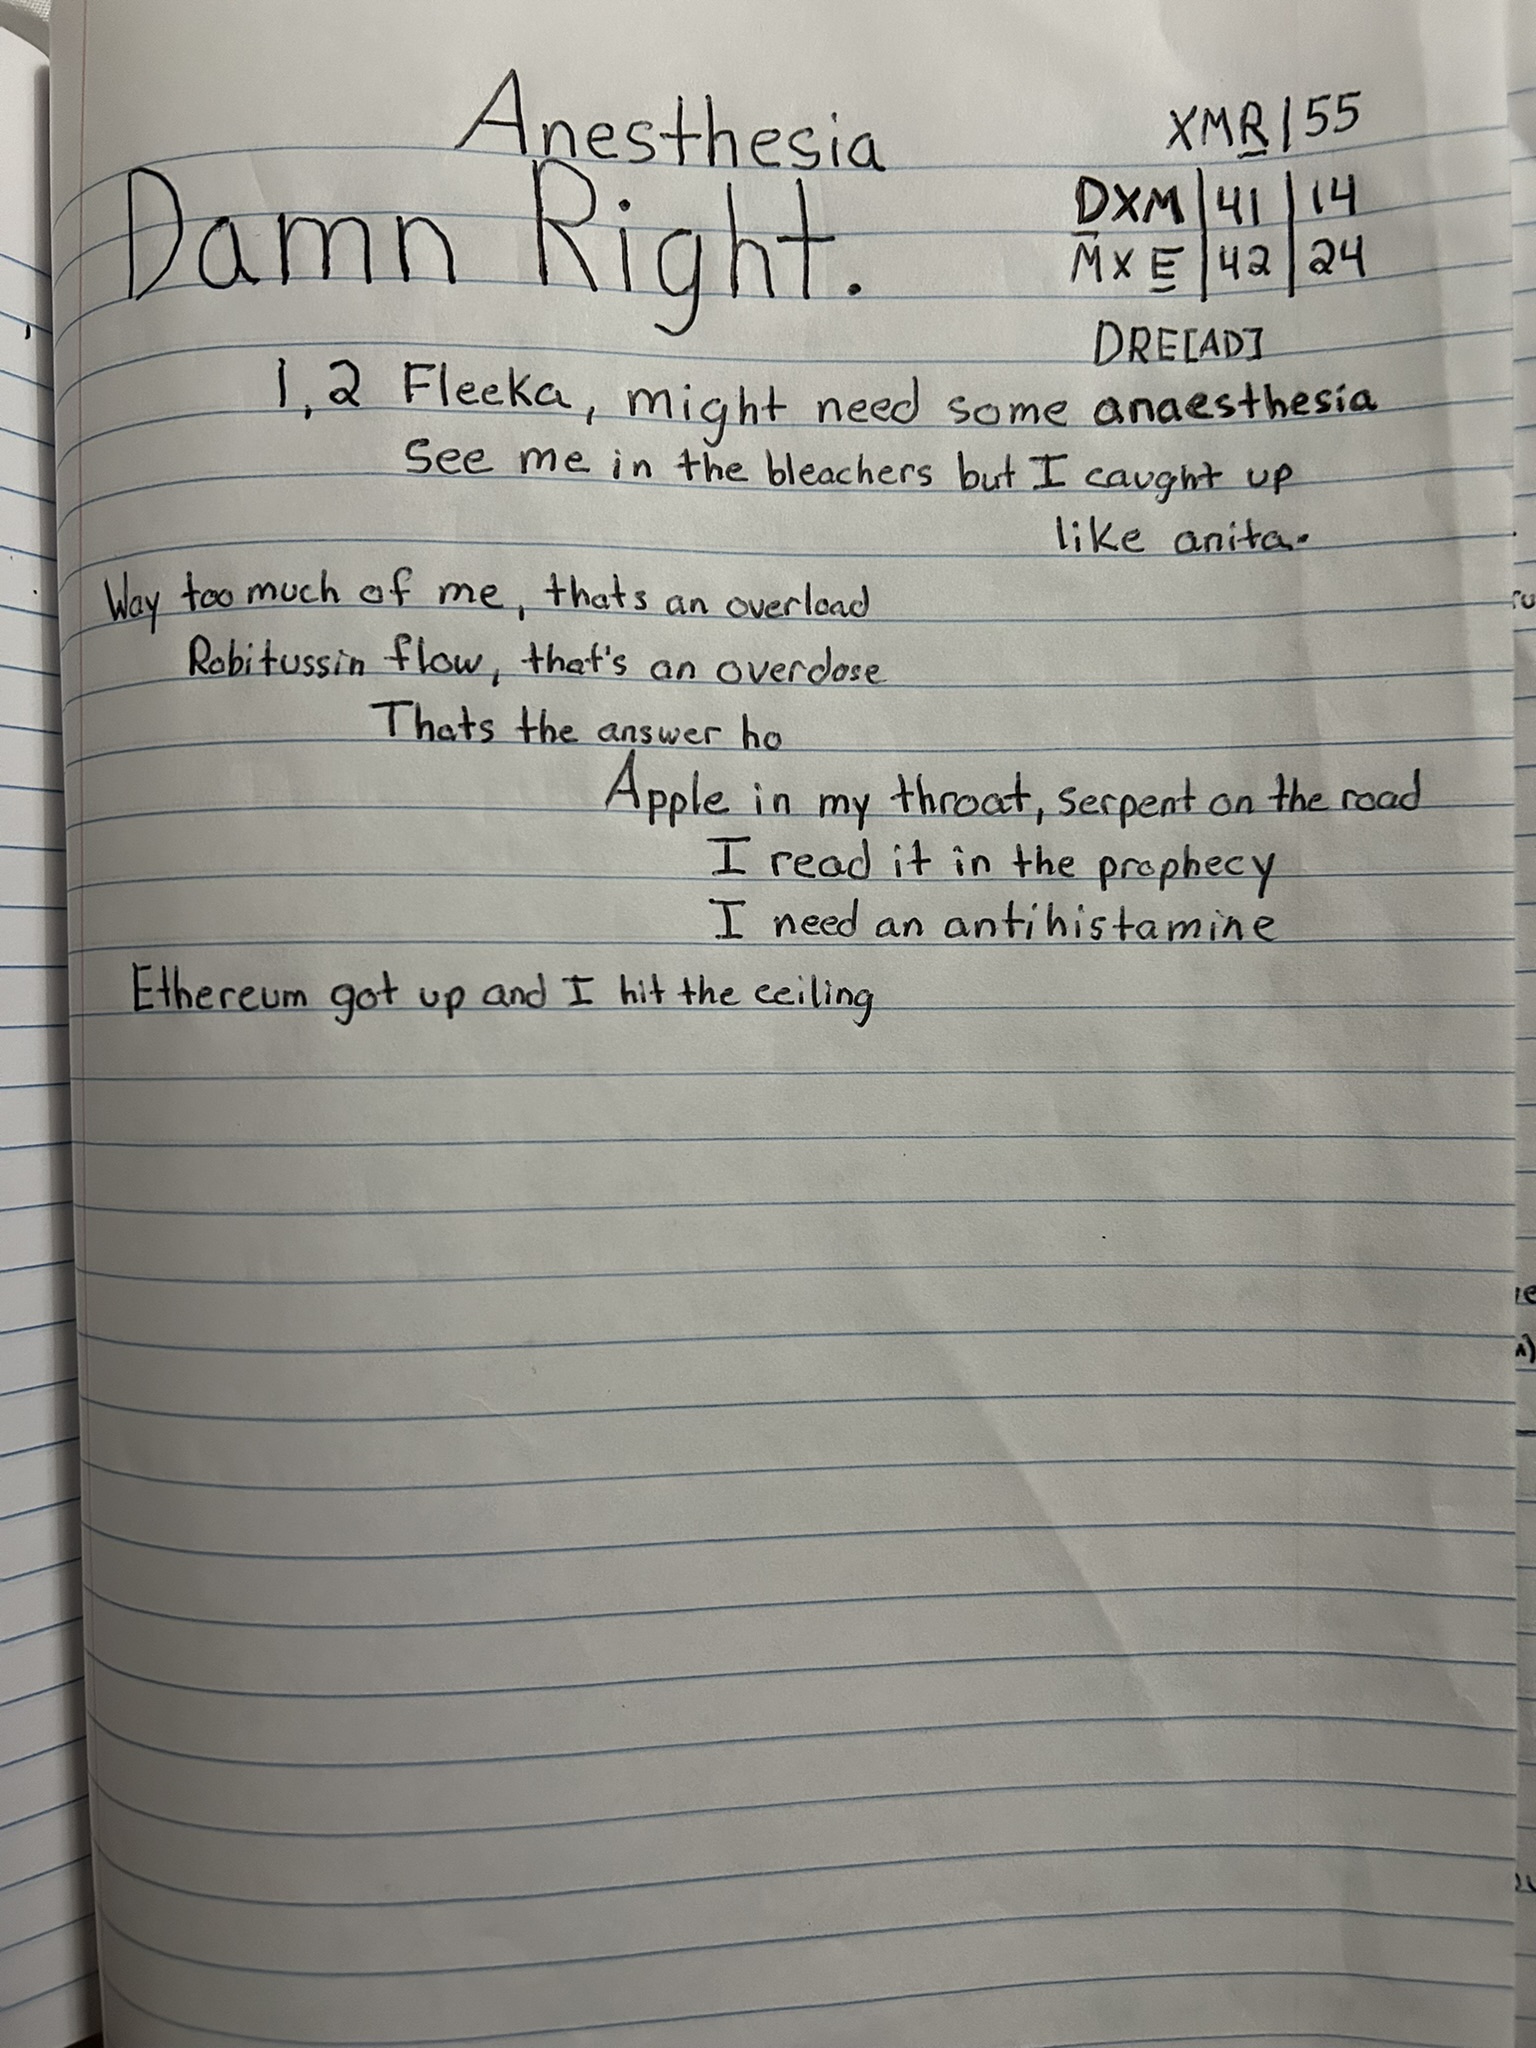 Anesthesia
XMR|55
Damn Right.
DXM|41|14
MXE|42|24
DRE[AD]
1,2 Fleeka, might need some anaesthesia
See me in the bleachers but I caught up
like anita.
Way too much of me, thats an overload
Robitussin flow, that's an overdose
Thats the answer ho
Apple in my throat, serpent on the road
I read it in the prophecy
I need an antihistamine
Ethereum got up and I hit the ceiling